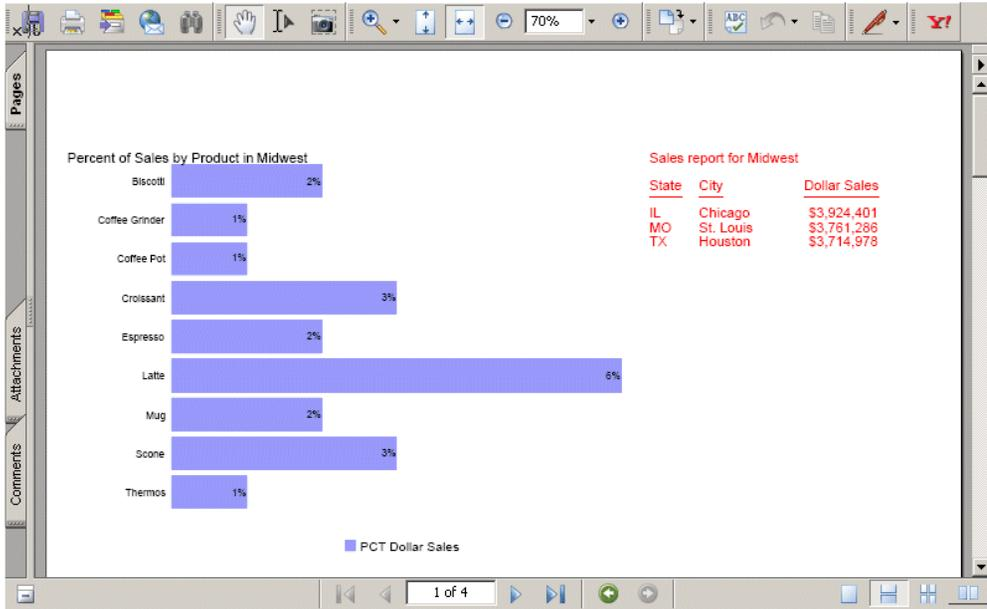 70%
ABC
Y!
Pages
Attachments
Comments
Percent of Sales by Product in Midwest
Biscotti 2%
Coffee Grinder 1%
Coffee Pot 1%
Croissant 3%
Espresso 2%
Latte 6%
Mug 2%
Scone 3%
Thermos 1%
PCT Dollar Sales
Sales report for Midwest
State City Dollar Sales
IL Chicago $3,924,401
MO St. Louis $3,761,286
TX Houston $3,714,978
1 of 4